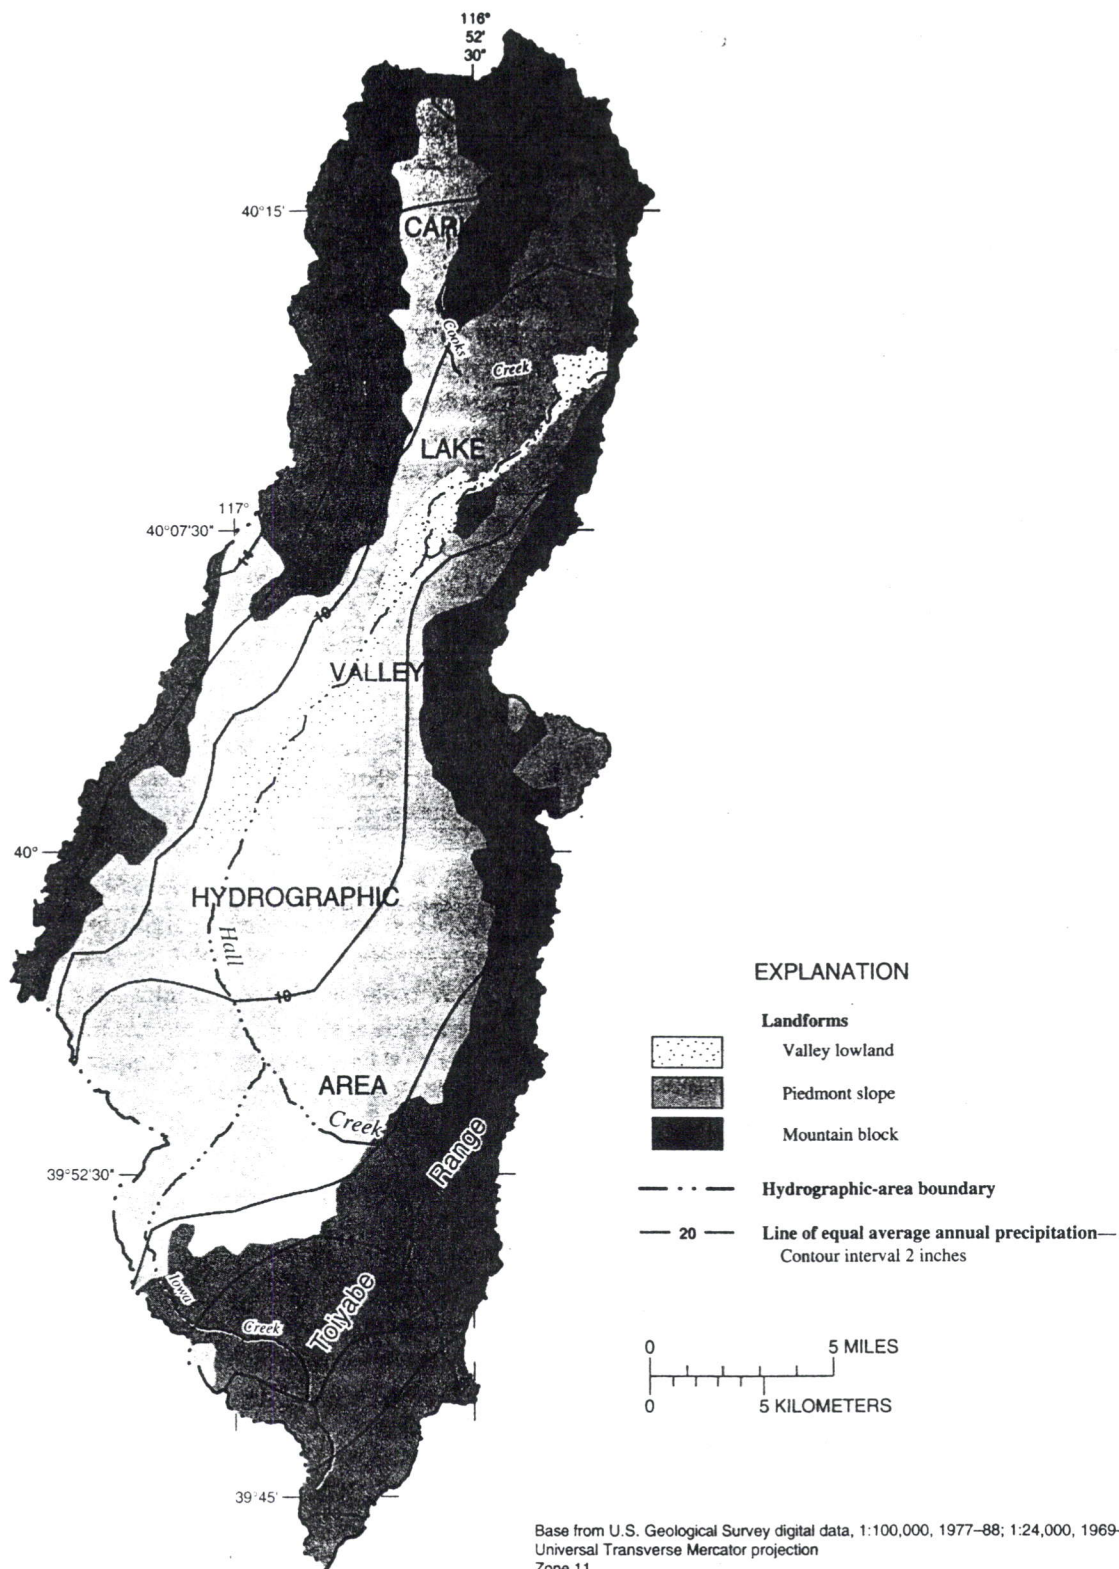 116°
52'
30"
40°15'
CARI
Cooks
Creek
LAKE
117°
40°07'30"
14
10
VALLEY
40°
HYDROGRAPHIC
Hall
10
AREA
Creek
Range
39°52'30"
Iowa
Creek
Toiyabe
39°45'
EXPLANATION
Landforms
Valley lowland
Piedmont slope
Mountain block
Hydrographic-area boundary
20
Line of equal average annual precipitation—
Contour interval 2 inches
0 5 MILES
0 5 KILOMETERS
Base from U.S. Geological Survey digital data, 1:100,000, 1977–88; 1:24,000, 1969-
Universal Transverse Mercator projection
Zone 11